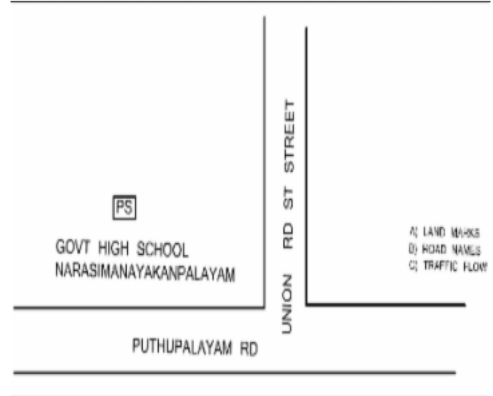 PS
GOVT HIGH SCHOOL
NARASIMANAYAKANPALAYAM
UNION RD ST STREET
A) LAND MARKS
B) ROAD NAMES
C) TRAFFIC FLOW
PUTHUPALAYAM RD